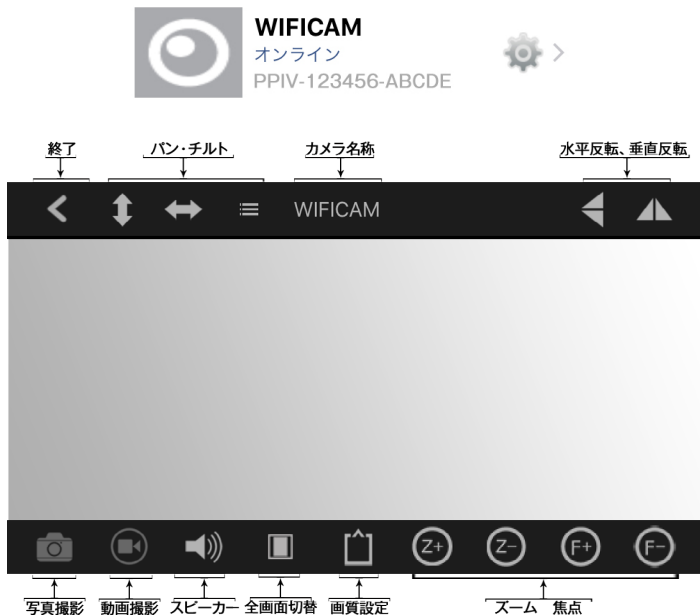 WIFICAM
オンライン
PPIV-123456-ABCDE
終了 パン・チルト カメラ名称 水平反転、垂直反転
WIFICAM
Z+ Z− F+ F−
写真撮影 動画撮影 スピーカー 全画面切替 画質設定 ズーム 焦点